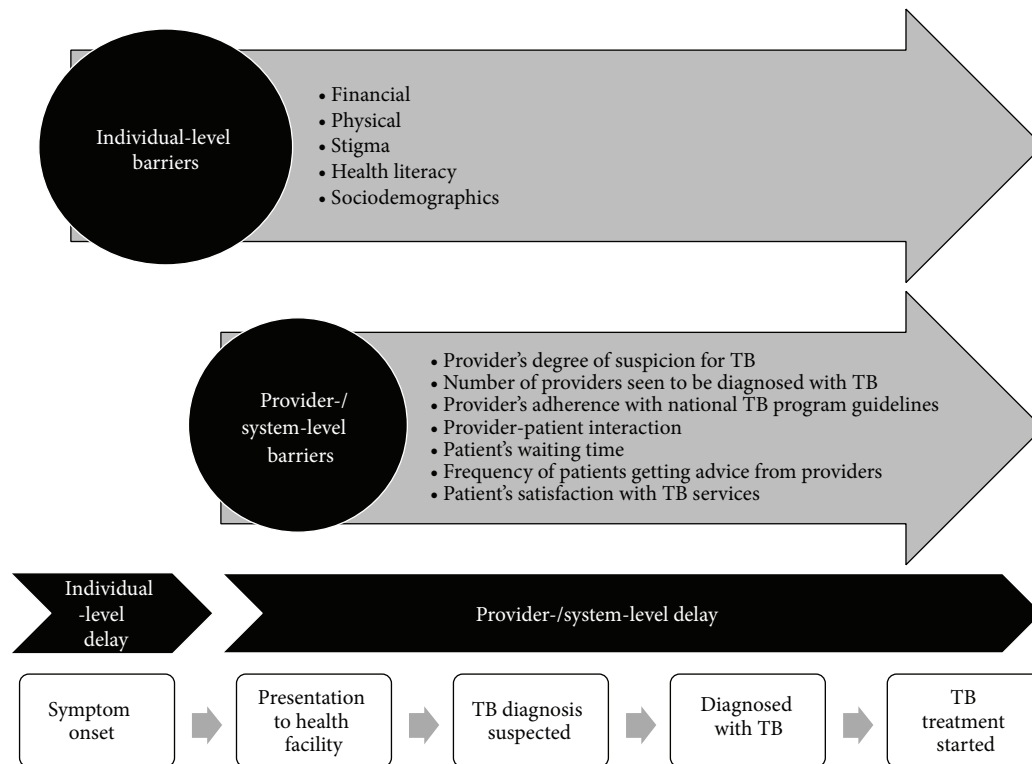 Individual-level
barriers
• Financial
• Physical
• Stigma
• Health literacy
• Sociodemographics
Provider-/
system-level
barriers
• Provider's degree of suspicion for TB
• Number of providers seen to be diagnosed with TB
• Provider's adherence with national TB program guidelines
• Provider-patient interaction
• Patient's waiting time
• Frequency of patients getting advice from providers
• Patient's satisfaction with TB services
Individual
-level
delay
Provider-/system-level delay
Symptom
onset
Presentation
to health
facility
TB diagnosis
suspected
Diagnosed
with TB
TB
treatment
started